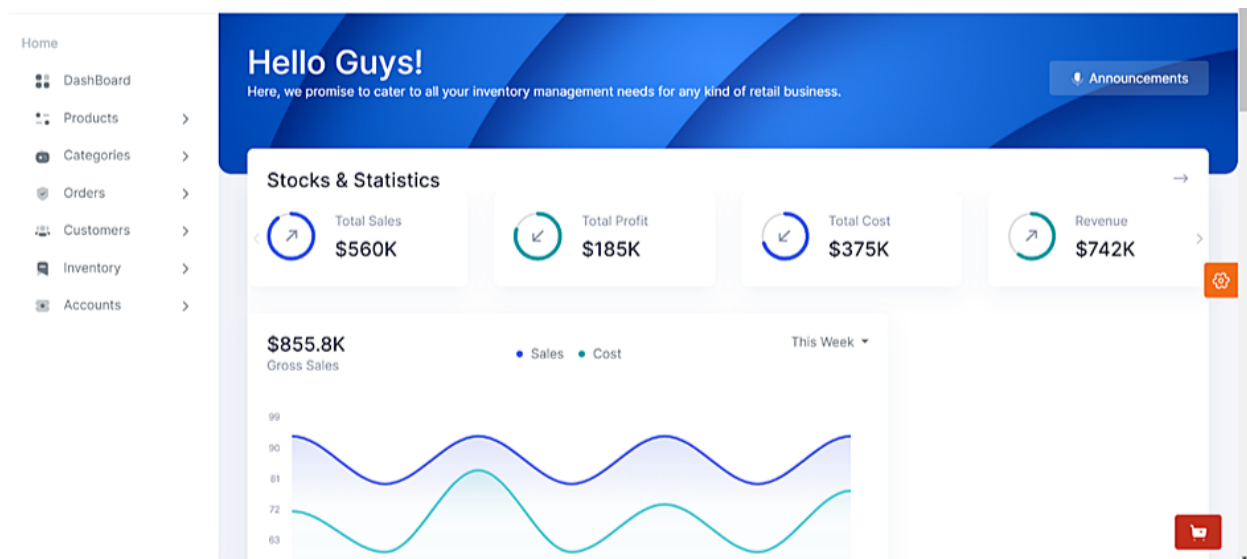 Home
DashBoard
Products
Categories
Orders
Customers
Inventory
Accounts
Hello Guys!
Here, we promise to cater to all your inventory management needs for any kind of retail business.
Announcements
Stocks & Statistics
Total Sales
$560K
Total Profit
$185K
Total Cost
$375K
Revenue
$742K
$855.8K
Gross Sales
Sales
Cost
This Week
99
90
81
72
63